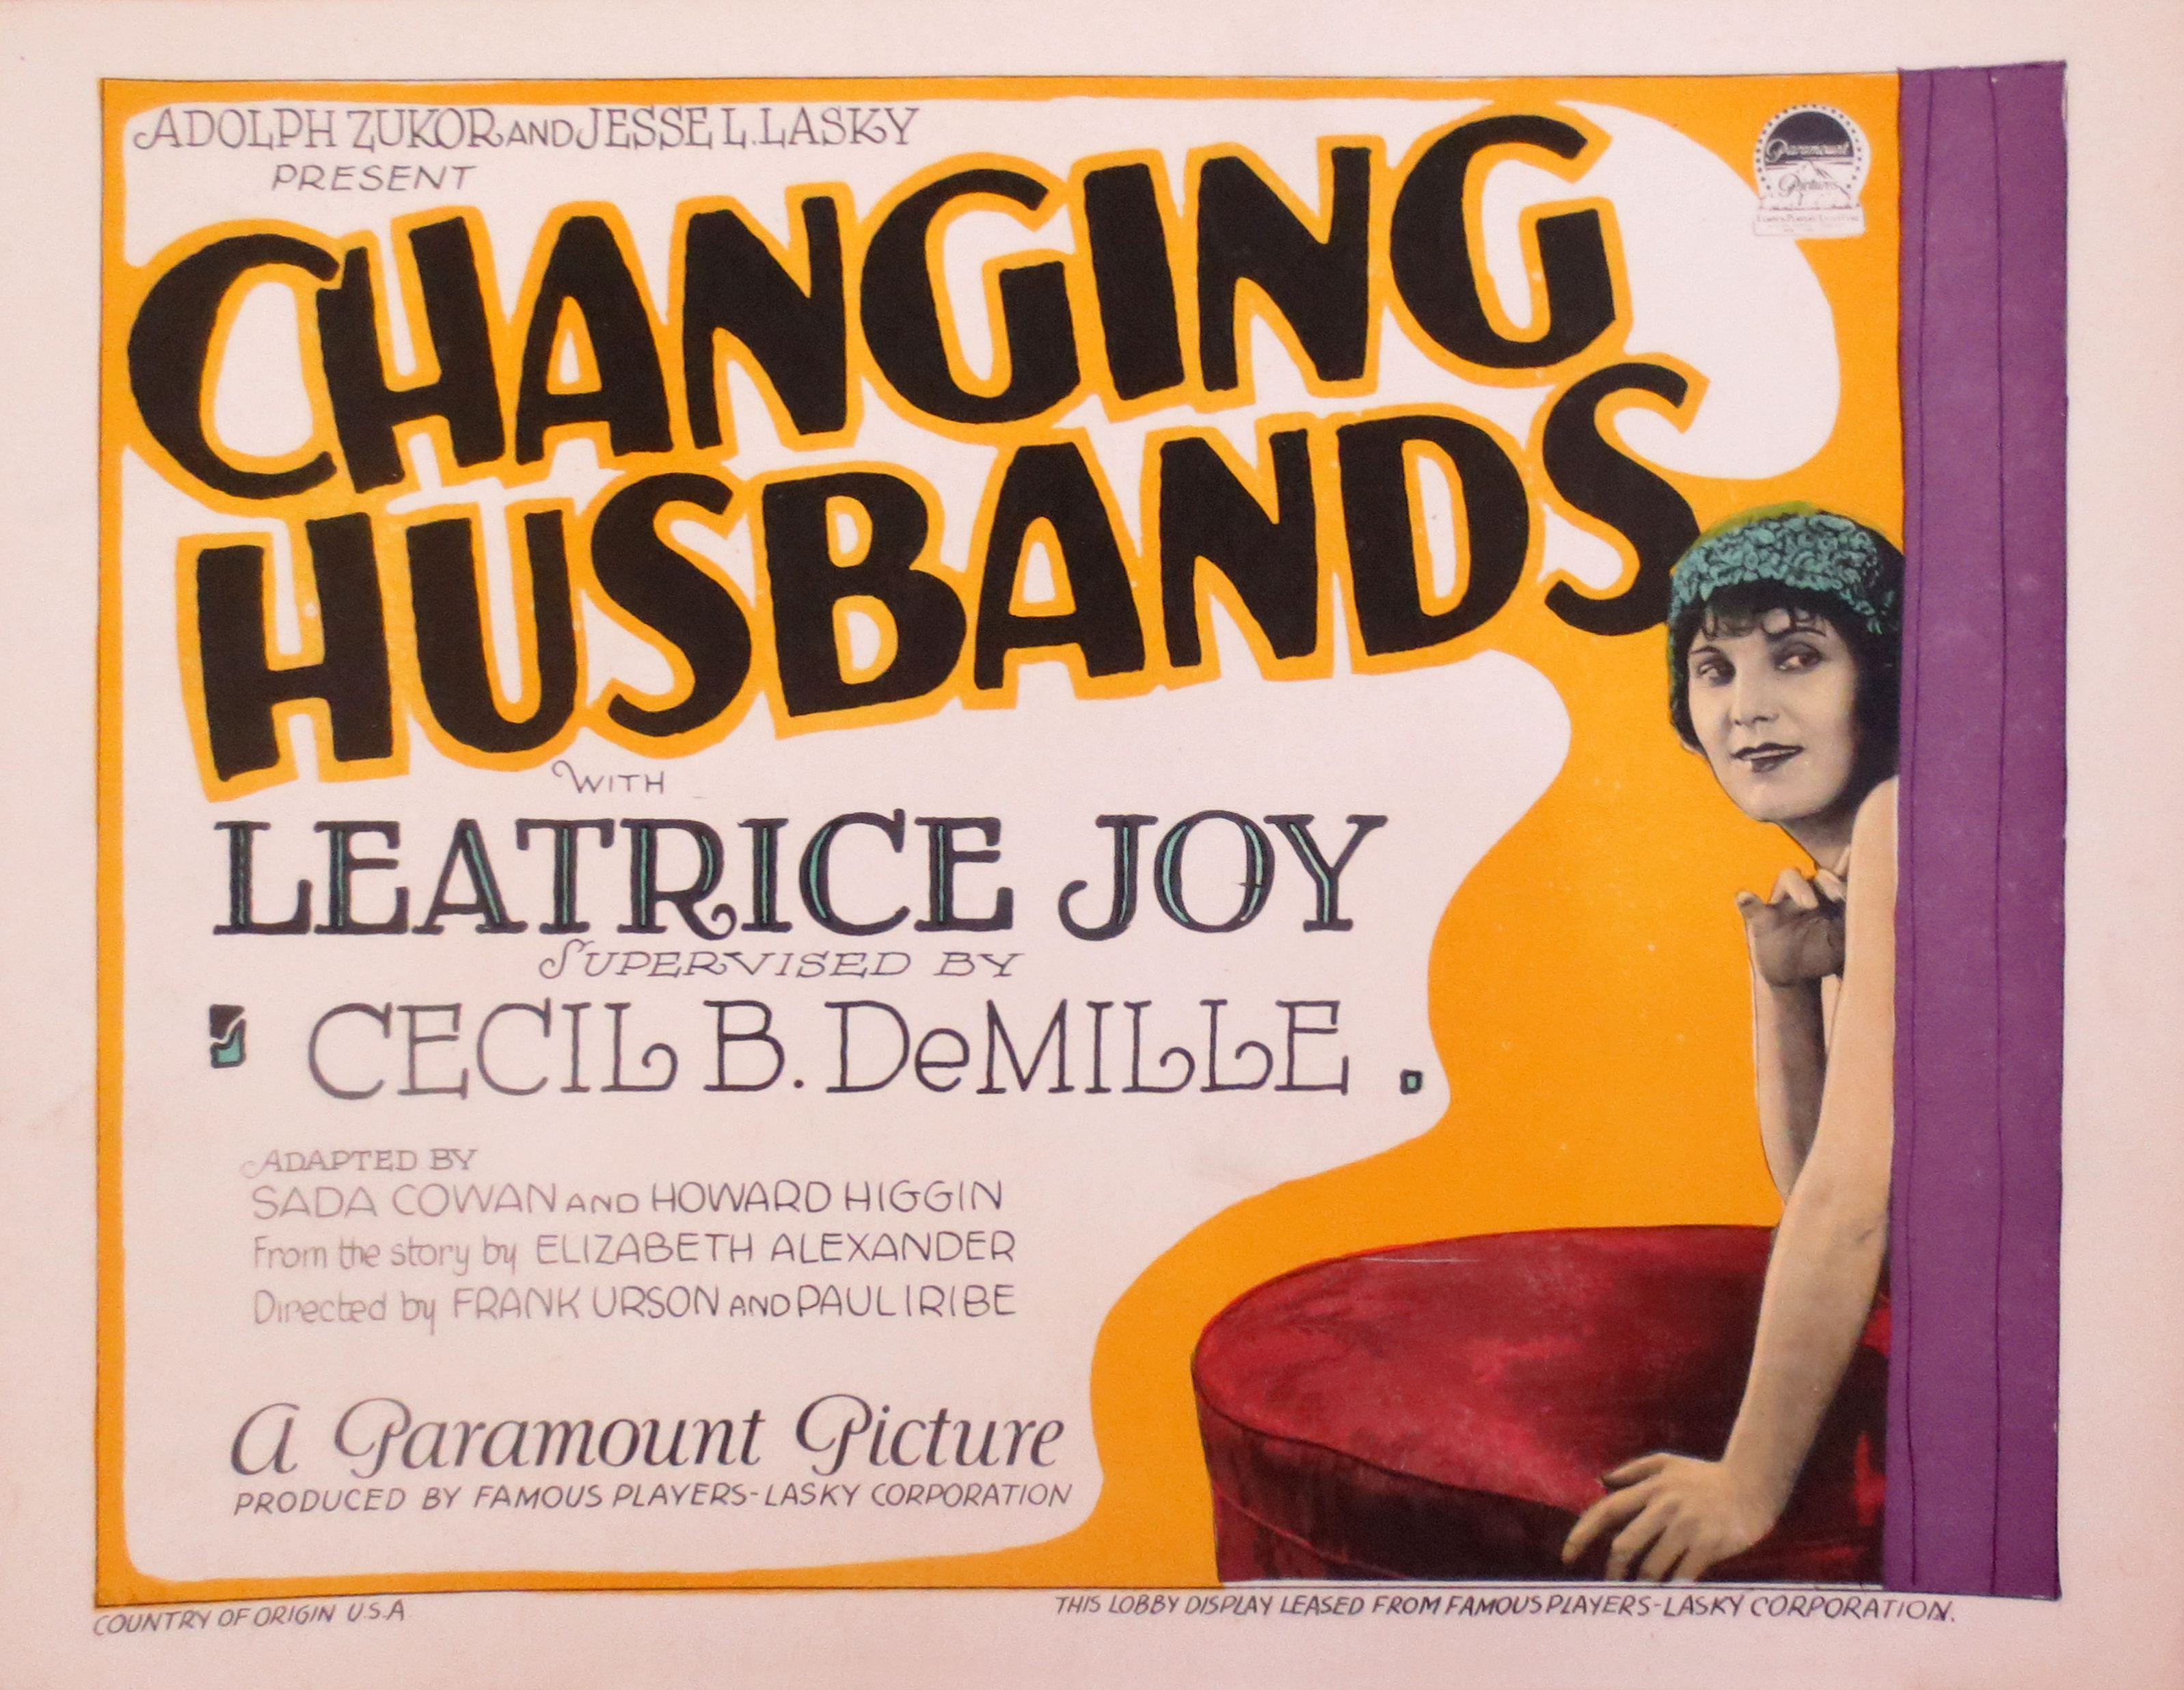 ADOLPH ZUKOR AND JESSE L. LASKY
PRESENT
CHANGING
HUSBANDS
WITH
LEATRICE JOY
SUPERVISED BY
CECIL B. DeMILLE .
ADAPTED BY
SADA COWAN AND HOWARD HIGGIN
From the story by ELIZABETH ALEXANDER
Directed by FRANK URSON AND PAUL IRIBE
A Paramount Picture
PRODUCED BY FAMOUS PLAYERS-LASKY CORPORATION
Paramount
Pictures
COUNTRY OF ORIGIN U.S.A
THIS LOBBY DISPLAY LEASED FROM FAMOUS PLAYERS-LASKY CORPORATION.